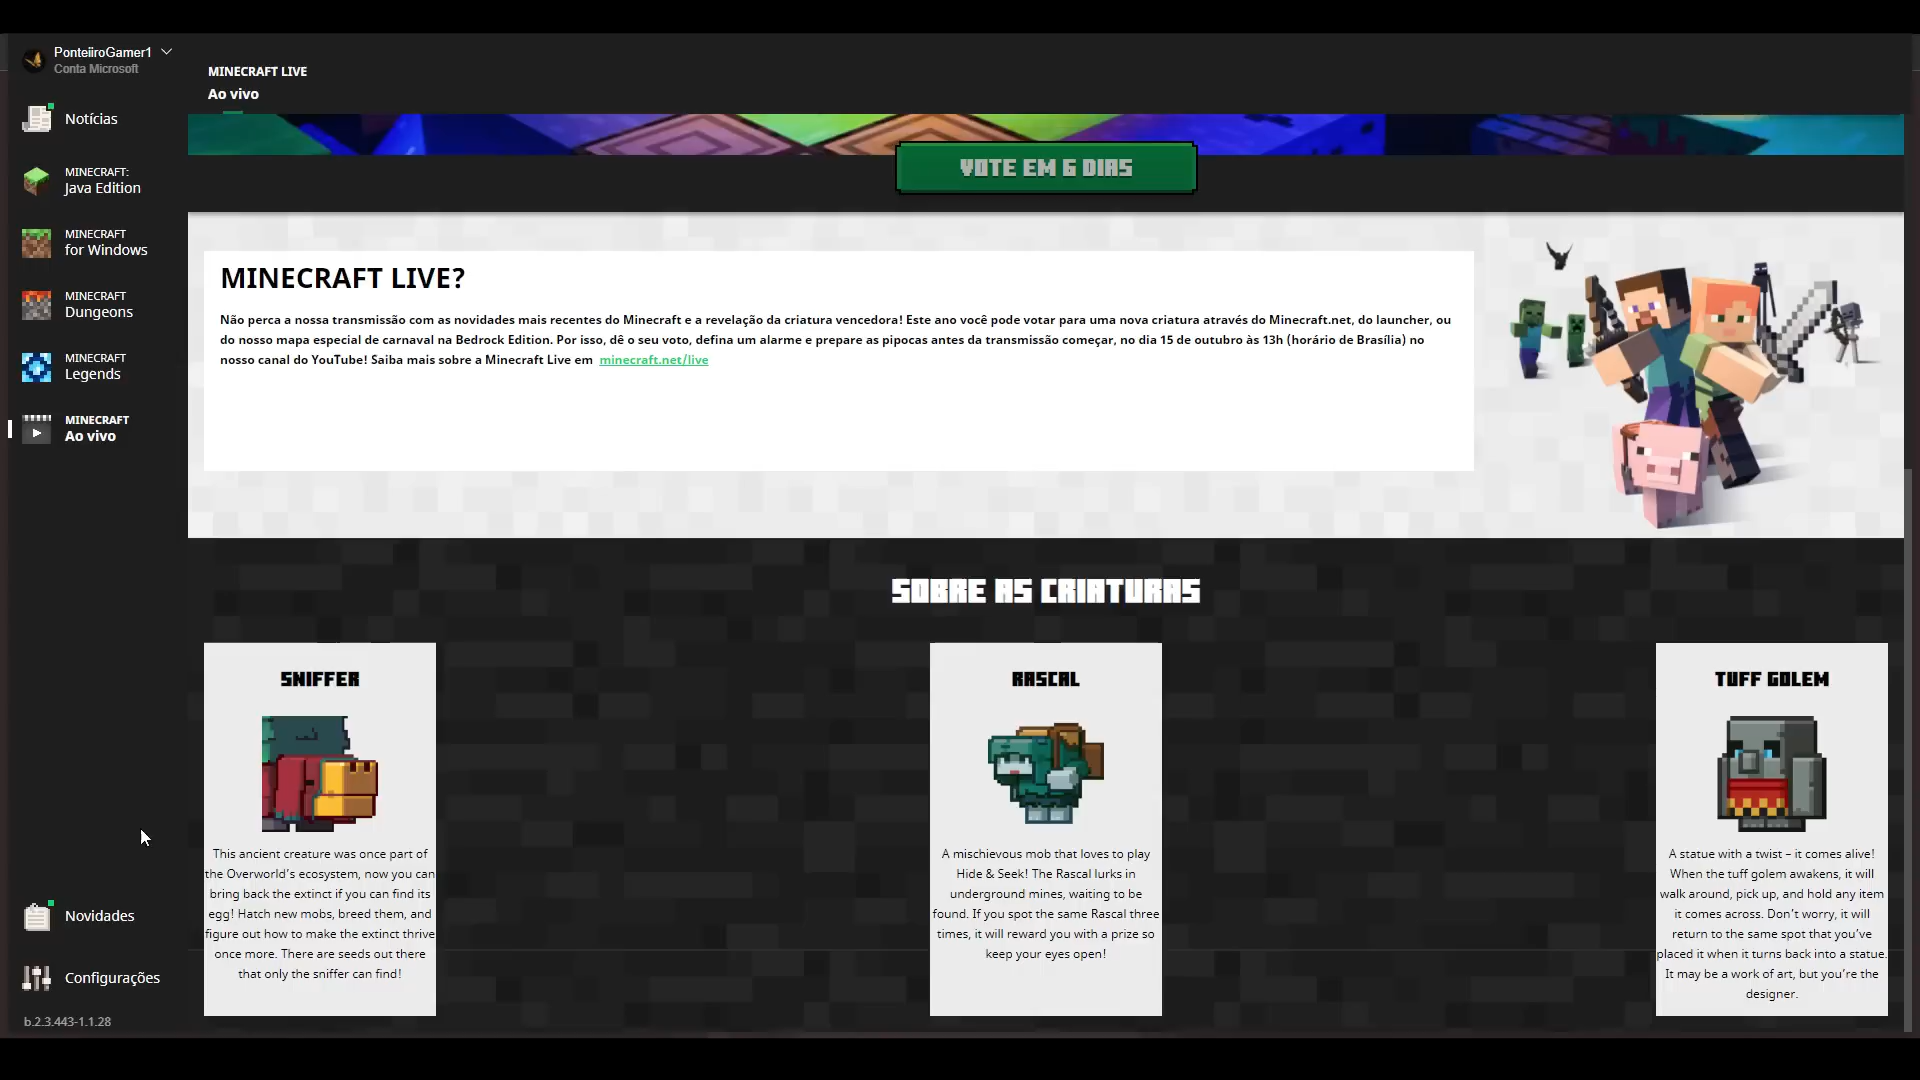 PonteiiroGamer1
Conta Microsoft
Notícias
MINECRAFT:
Java Edition
MINECRAFT
for Windows
MINECRAFT
Dungeons
MINECRAFT
Legends
MINECRAFT
Ao vivo
Novidades
Configurações
b.2.3.443-1.1.28
MINECRAFT LIVE
Ao vivo
VOTE EM 6 DIAS
MINECRAFT LIVE?
Não perca a nossa transmissão com as novidades mais recentes do Minecraft e a revelação da criatura vencedora! Este ano você pode votar para uma nova criatura através do Minecraft.net, do launcher, ou
do nosso mapa especial de carnaval na Bedrock Edition. Por isso, dê o seu voto, defina um alarme e prepare as pipocas antes da transmissão começar, no dia 15 de outubro às 13h (horário de Brasília) no
nosso canal do YouTube! Saiba mais sobre a Minecraft Live em minecraft.net/live
SOBRE AS CRIATURAS
SNIFFER
This ancient creature was once part of
the Overworld’s ecosystem, now you can
bring back the extinct if you can find its
egg! Hatch new mobs, breed them, and
figure out how to make the extinct thrive
once more. There are seeds out there
that only the sniffer can find!
RASCAL
A mischievous mob that loves to play
Hide & Seek! The Rascal lurks in
underground mines, waiting to be
found. If you spot the same Rascal three
times, it will reward you with a prize so
keep your eyes open!
TUFF GOLEM
A statue with a twist – it comes alive!
When the tuff golem awakens, it will
walk around, pick up, and hold any item
it comes across. Don’t worry, it will
return to the same spot that you’ve
placed it when it turns back into a statue.
It may be a work of art, but you’re the
designer.